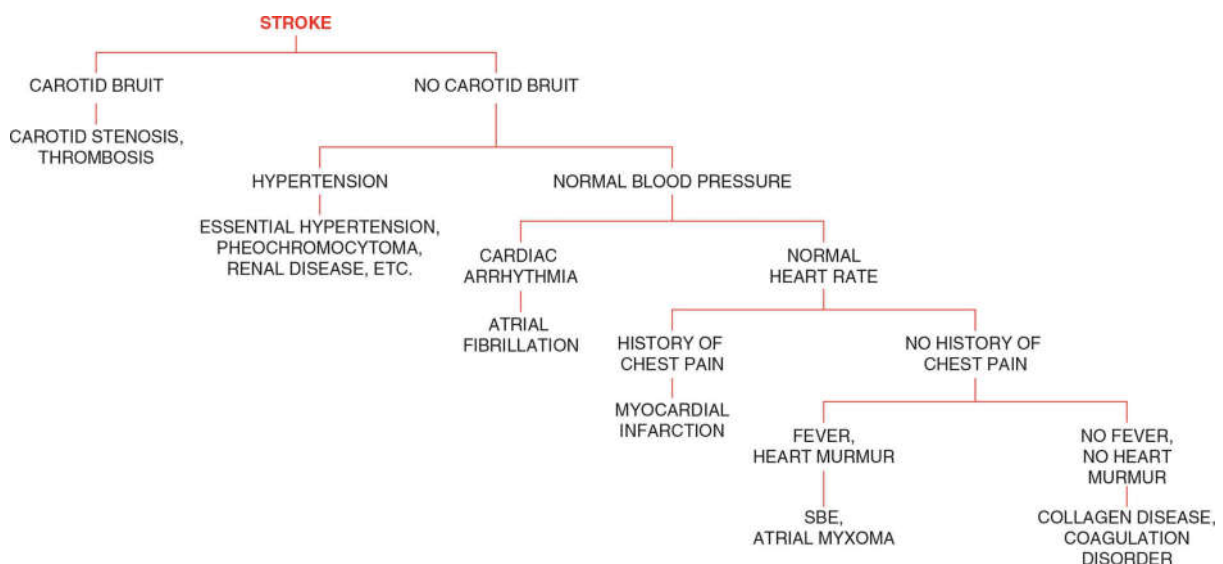 STROKE
CAROTID BRUIT
NO CAROTID BRUIT
CAROTID STENOSIS,
THROMBOSIS
HYPERTENSION
NORMAL BLOOD PRESSURE
ESSENTIAL HYPERTENSION,
PHEOCHROMOCYTOMA,
RENAL DISEASE, ETC.
CARDIAC
ARRHYTHMIA
NORMAL
HEART RATE
ATRIAL
FIBRILLATION
HISTORY OF
CHEST PAIN
NO HISTORY OF
CHEST PAIN
MYOCARDIAL
INFARCTION
FEVER,
HEART MURMUR
NO FEVER,
NO HEART
MURMUR
SBE,
ATRIAL MYXOMA
COLLAGEN DISEASE,
COAGULATION
DISORDER